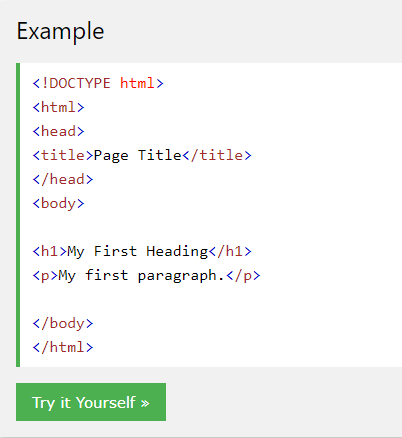 Example
<!DOCTYPE html>
<html>
<head>
<title>Page Title</title>
</head>
<body>
<h1>My First Heading</h1>
<p>My first paragraph.</p>
</body>
</html>
Try it Yourself »